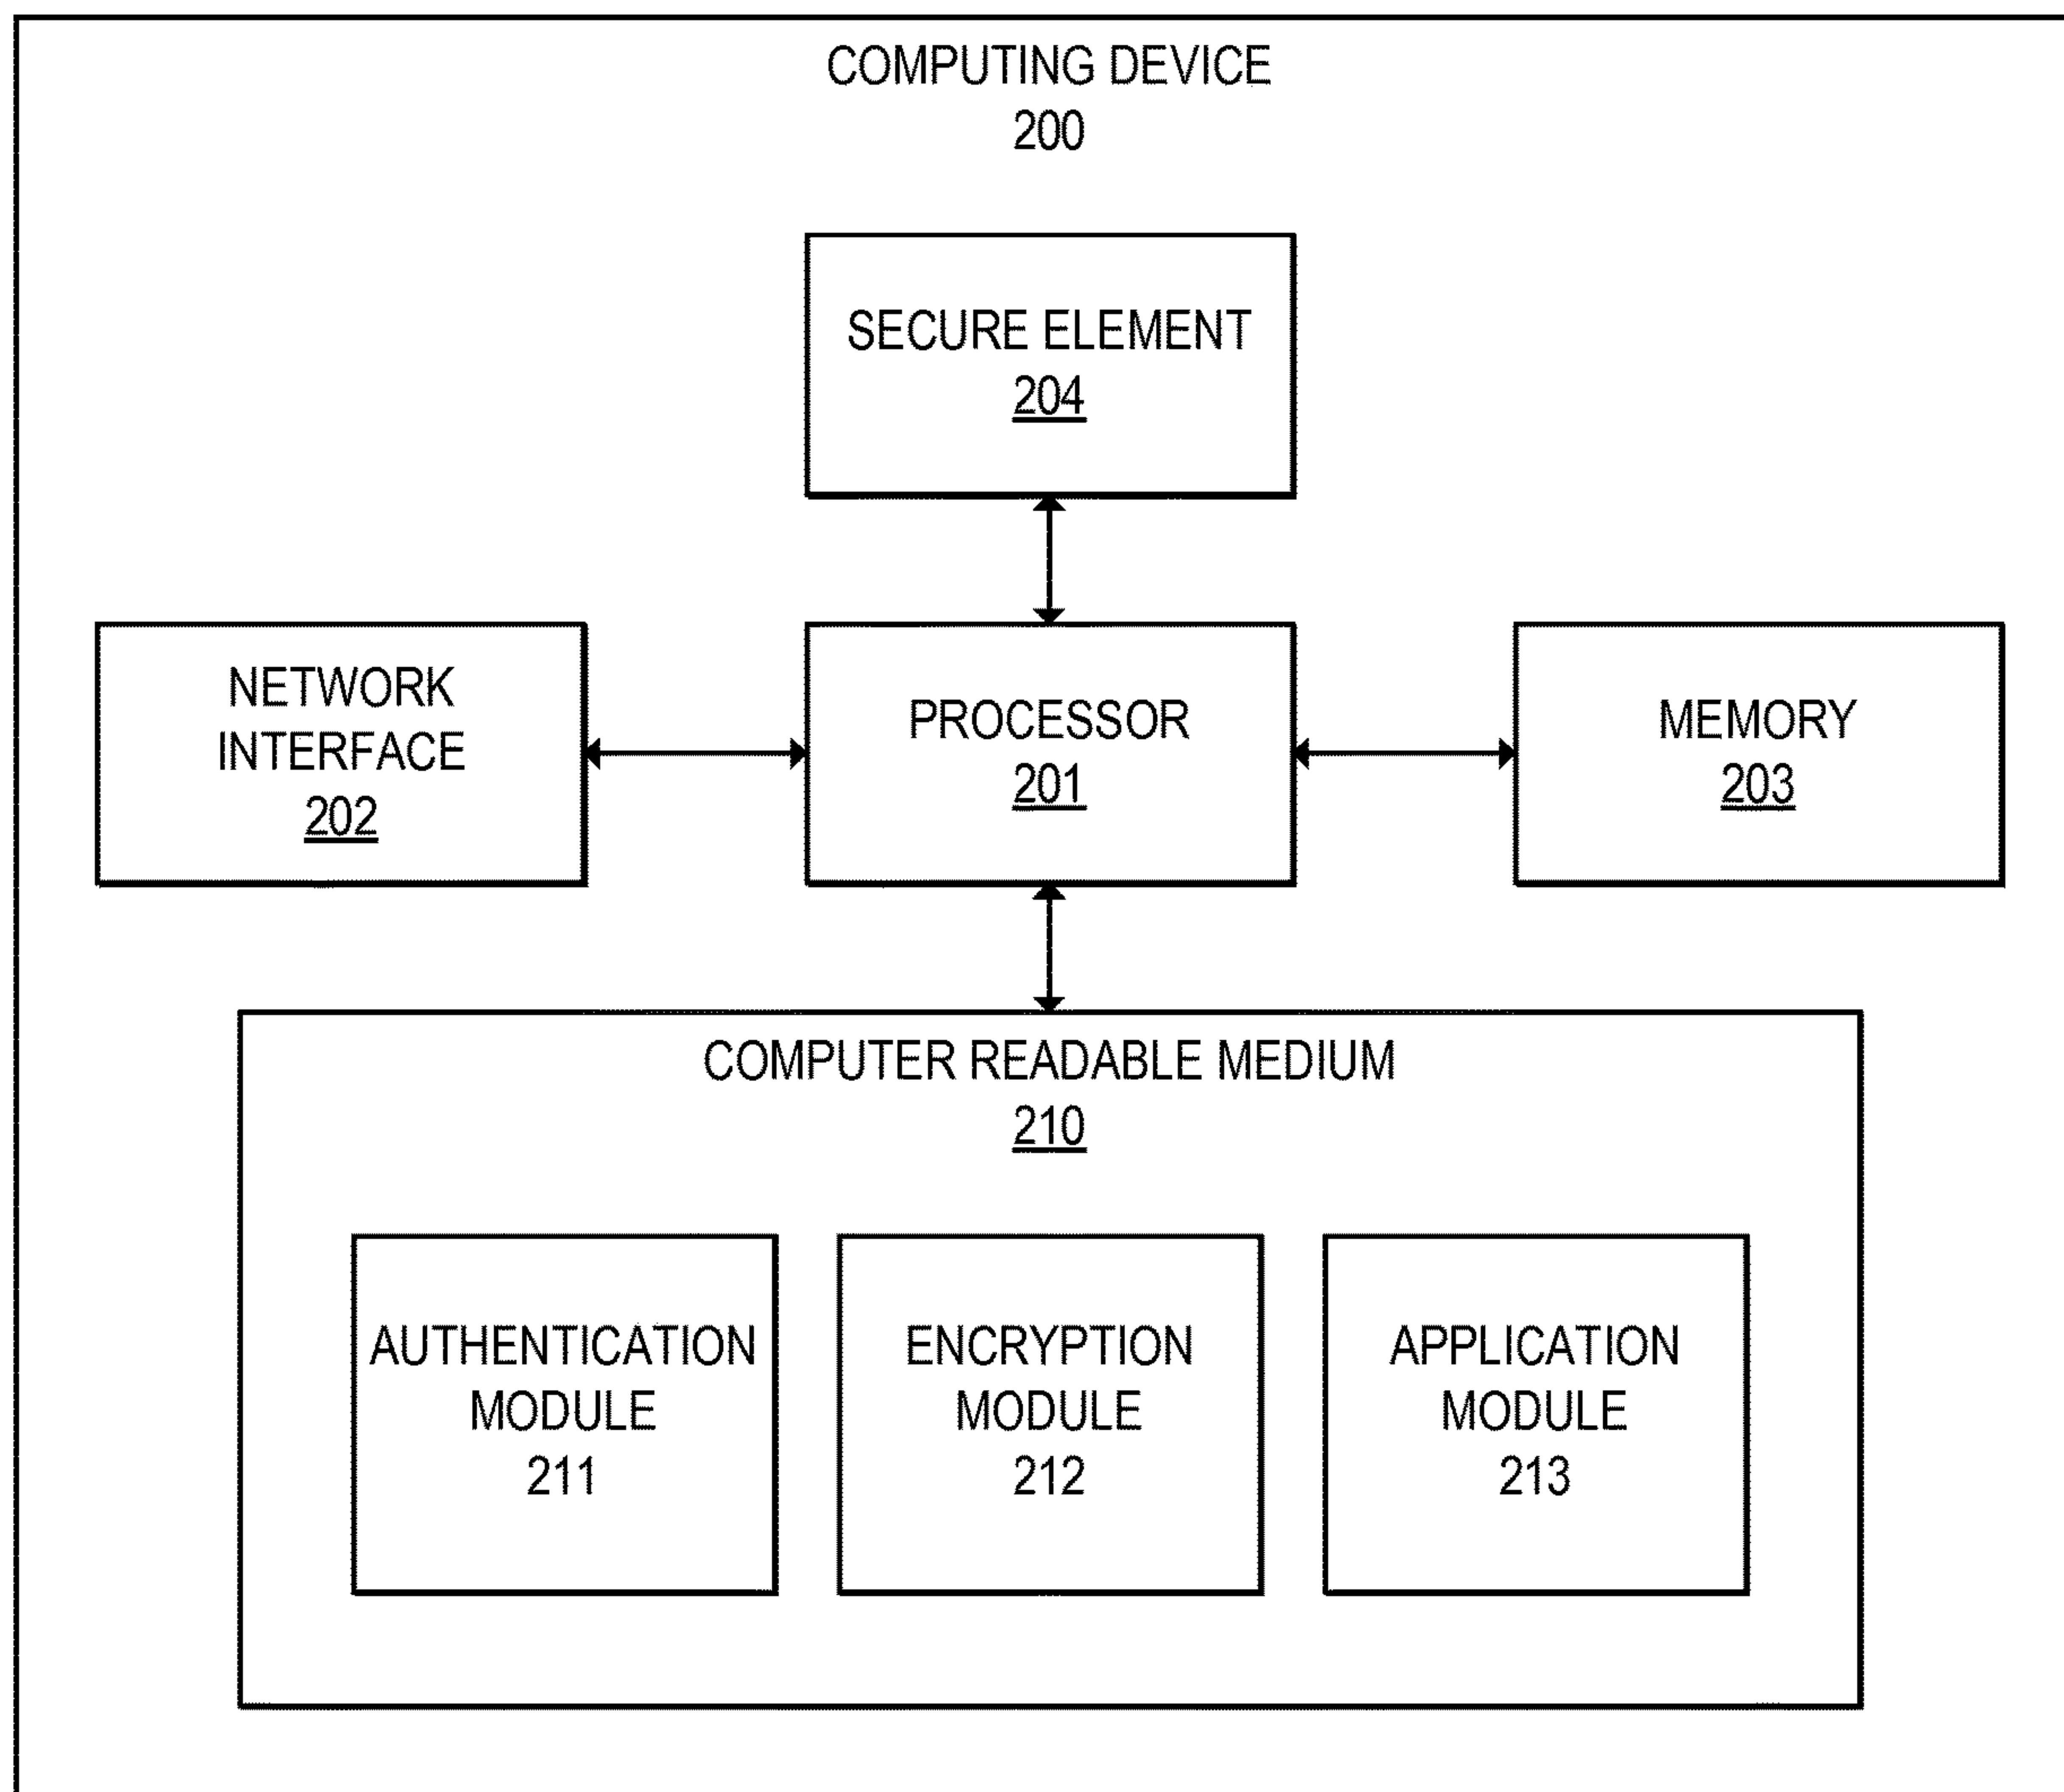 COMPUTING DEVICE
200
SECURE ELEMENT
204
NETWORK
INTERFACE
202
PROCESSOR
201
MEMORY
203
COMPUTER READABLE MEDIUM
210
AUTHENTICATION
MODULE
211
ENCRYPTION
MODULE
212
APPLICATION
MODULE
213